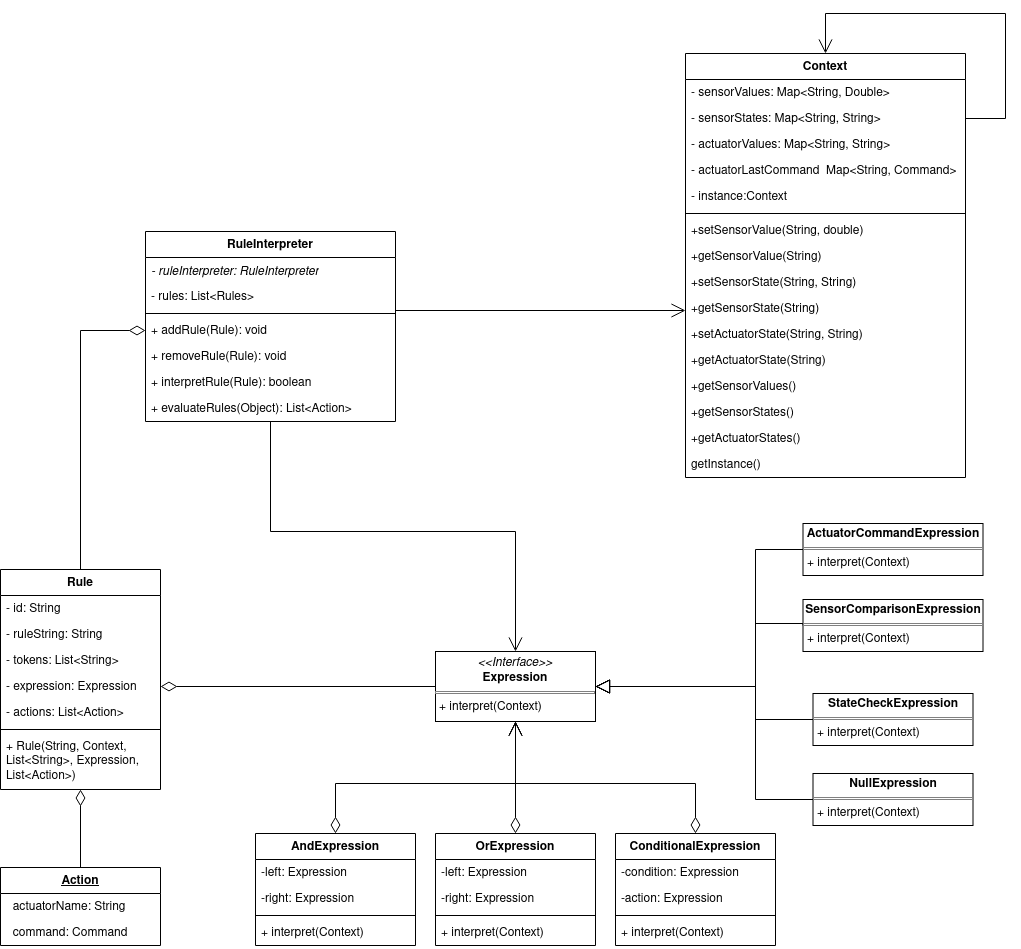 Context
- sensorValues: Map<String, Double>
- sensorStates: Map<String, String>
- actuatorValues: Map<String, String>
- actuatorLastCommand  Map<String, Command>
- instance:Context
+setSensorValue(String, double)
+getSensorValue(String)
+setSensorState(String, String)
+getSensorState(String)
+setActuatorState(String, String)
+getActuatorState(String)
+getSensorValues()
+getSensorStates()
+getActuatorStates()
getInstance()
RuleInterpreter
- ruleInterpreter: RuleInterpreter
- rules: List<Rules>
+ addRule(Rule): void
+ removeRule(Rule): void
+ interpretRule(Rule): boolean
+ evaluateRules(Object): List<Action>
Rule
- id: String
- ruleString: String
- tokens: List<String>
- expression: Expression
- actions: List<Action>
+ Rule(String, Context,
List<String>, Expression,
List<Action>)
<<Interface>>
Expression
+ interpret(Context)
ActuatorCommandExpression
+ interpret(Context)
SensorComparisonExpression
+ interpret(Context)
StateCheckExpression
+ interpret(Context)
NullExpression
+ interpret(Context)
Action
actuatorName: String
command: Command
AndExpression
-left: Expression
-right: Expression
+ interpret(Context)
OrExpression
-left: Expression
-right: Expression
+ interpret(Context)
ConditionalExpression
-condition: Expression
-action: Expression
+ interpret(Context)